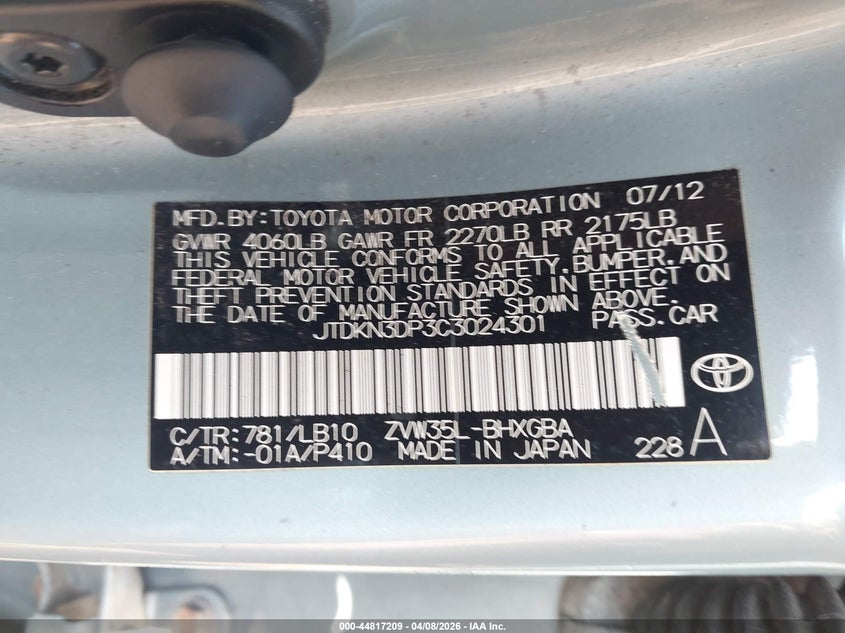 MFD.BY:TOYOTA MOTOR CORPORATION 07/12
GVWR 4060LB GAWR FR 2270LB RR 2175LB
THIS VEHICLE CONFORMS TO ALL APPLICABLE
FEDERAL MOTOR VEHICLE SAFETY,BUMPER,AND
THEFT PREVENTION STANDARDS IN EFFECT ON
THE DATE OF MANUFACTURE SHOWN ABOVE.
JTDKN3DP3C3024301 PASS.CAR
C/TR:781/LB10 ZVW35L-BHXGBA
A/TM:-01A/P410 MADE IN JAPAN 228 A
000-44817209 | 04/08/2026 | IAA Inc.